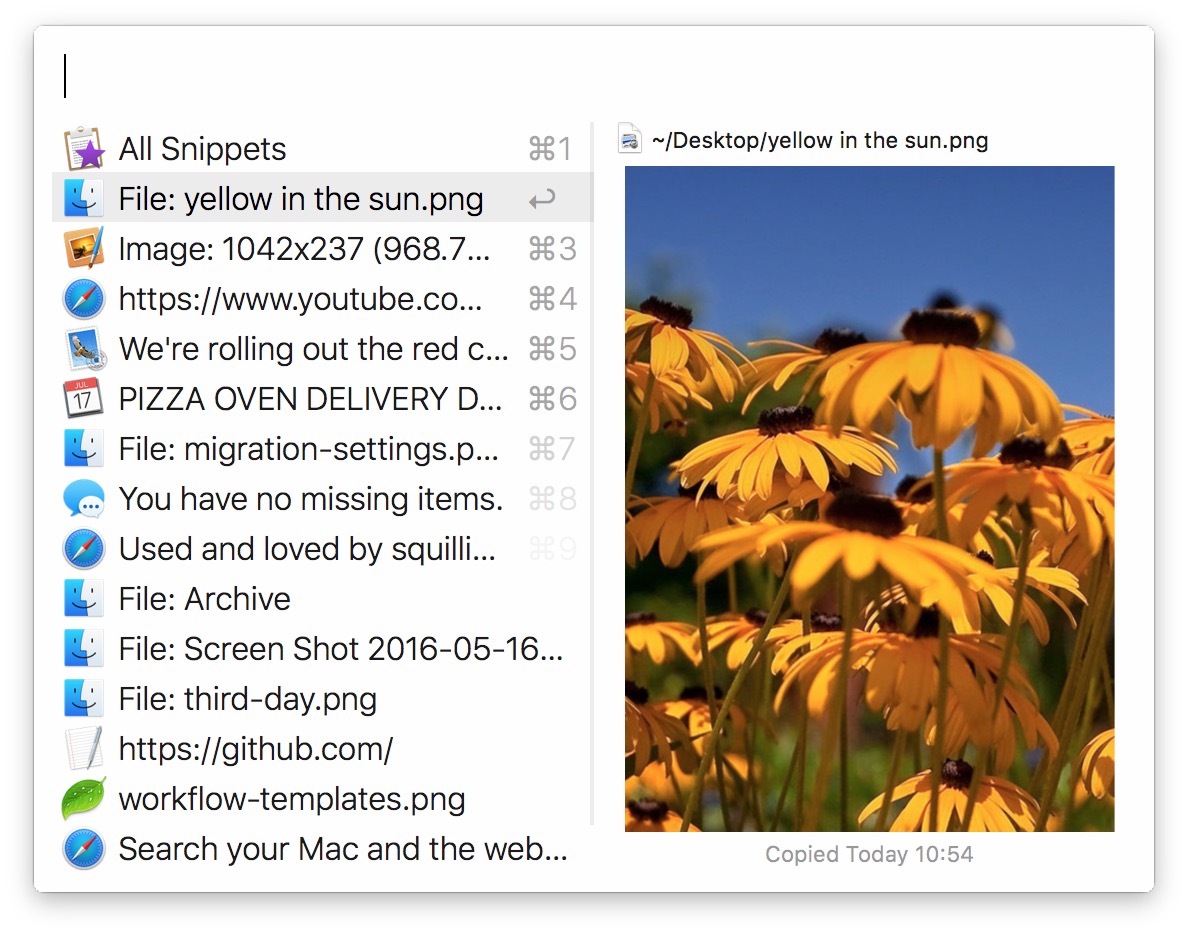 All Snippets ⌘1
File: yellow in the sun.png ↩
Image: 1042x237 (968.7... ⌘3
https://www.youtube.co... ⌘4
We're rolling out the red c... ⌘5
JUL
17
PIZZA OVEN DELIVERY D... ⌘6
File: migration-settings.p... ⌘7
You have no missing items. ⌘8
Used and loved by squilli... ⌘9
File: Archive
File: Screen Shot 2016-05-16...
File: third-day.png
https://github.com/
workflow-templates.png
Search your Mac and the web...
~/Desktop/yellow in the sun.png
Copied Today 10:54